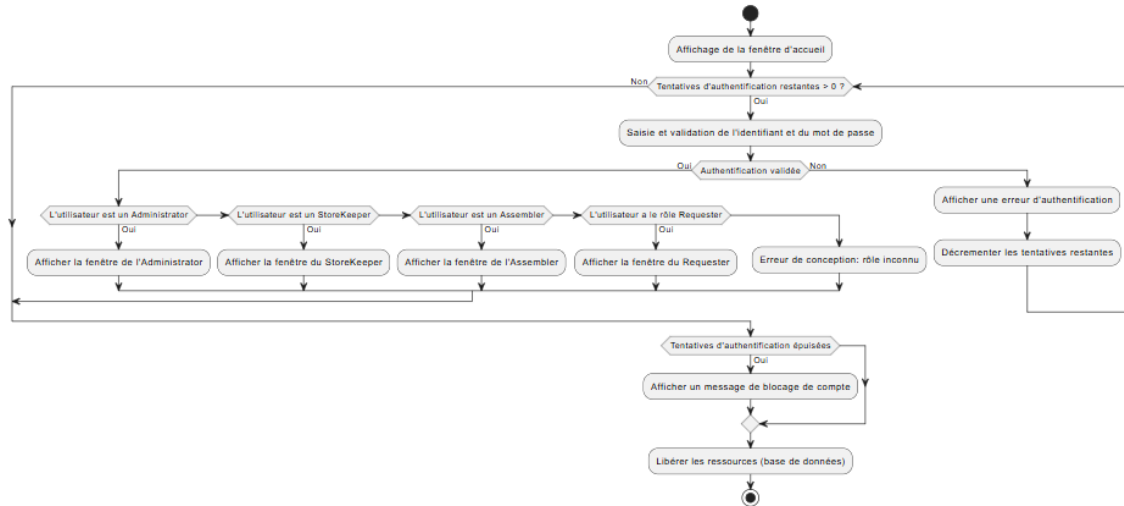 Affichage de la fenêtre d'accueil
Non
Tentatives d'authentification restantes > 0 ?
Oui
Saisie et validation de l'identifiant et du mot de passe
Oui
Authentification validée
Non
Afficher une erreur d'authentification
L'utilisateur est un Administrator
L'utilisateur est un StoreKeeper
L'utilisateur est un Assembler
L'utilisateur a le rôle Requester
Oui
Oui
Oui
Oui
Décrementer les tentatives restantes
Afficher la fenêtre de l'Administrator
Afficher la fenêtre du StoreKeeper
Afficher la fenêtre de l'Assembler
Afficher la fenêtre du Requester
Erreur de conception: rôle inconnu
Tentatives d'authentification épuisées
Oui
Afficher un message de blocage de compte
Libérer les ressources (base de données)